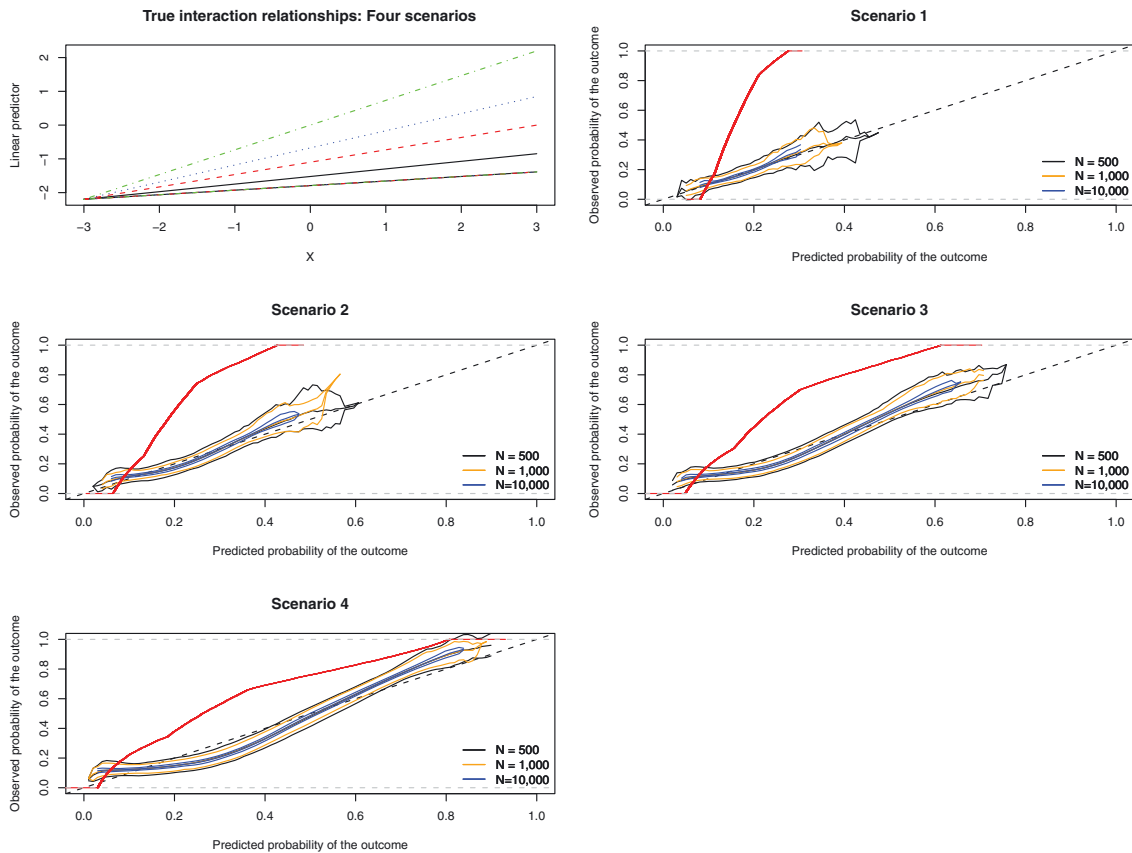 True interaction relationships: Four scenarios
Linear predictor
2
1
0
−1
−2
−3
−2
−1
0
1
2
3
X
Scenario 1
Observed probability of the outcome
1.0
0.8
0.6
0.4
0.2
0.0
N = 500
N = 1,000
N=10,000
0.0
0.2
0.4
0.6
0.8
1.0
Predicted probability of the outcome
Scenario 2
Observed probability of the outcome
1.0
0.8
0.6
0.4
0.2
0.0
N = 500
N = 1,000
N=10,000
0.0
0.2
0.4
0.6
0.8
1.0
Predicted probability of the outcome
Scenario 3
Observed probability of the outcome
1.0
0.8
0.6
0.4
0.2
0.0
N = 500
N = 1,000
N=10,000
0.0
0.2
0.4
0.6
0.8
1.0
Predicted probability of the outcome
Scenario 4
Observed probability of the outcome
1.0
0.8
0.6
0.4
0.2
0.0
N = 500
N = 1,000
N=10,000
0.0
0.2
0.4
0.6
0.8
1.0
Predicted probability of the outcome